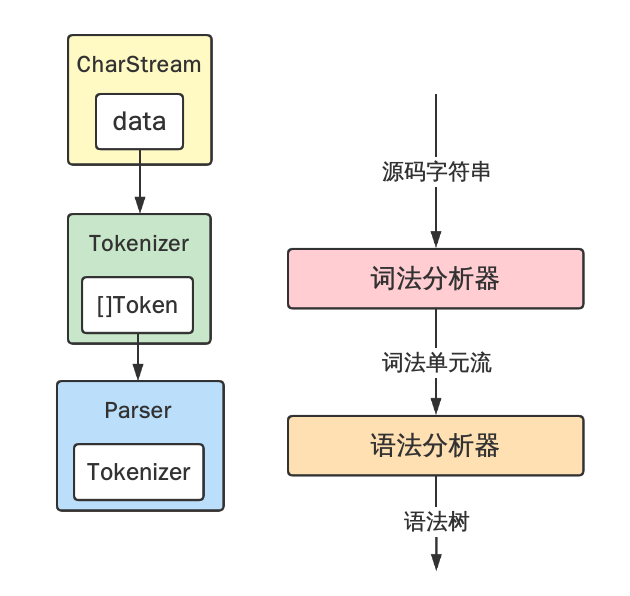 CharStream
data
Tokenizer
[]Token
Parser
Tokenizer
源码字符串
词法分析器
词法单元流
语法分析器
语法树